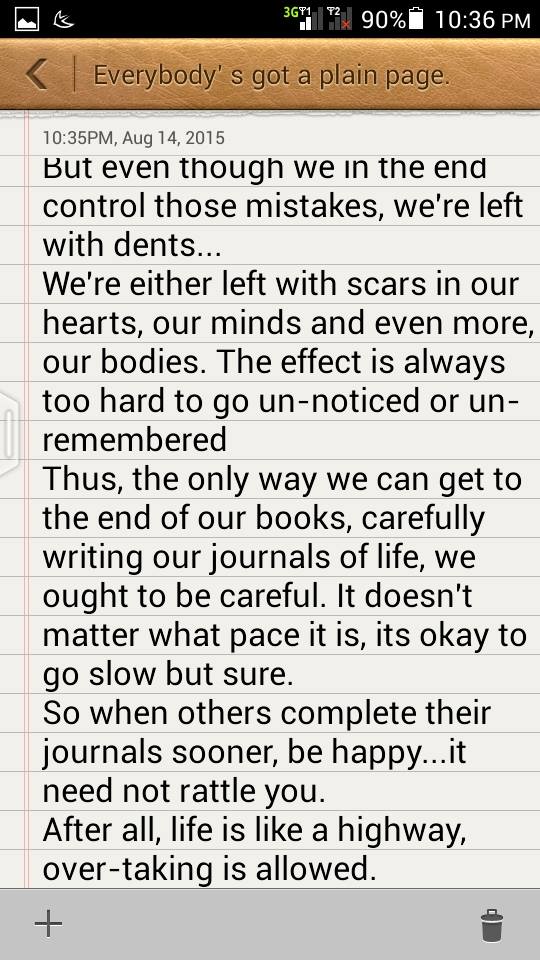 3G 1 2 90% 10:36 PM
Everybody' s got a plain page.
10:35PM, Aug 14, 2015
But even though we in the end
control those mistakes, we're left
with dents...
We're either left with scars in our
hearts, our minds and even more,
our bodies. The effect is always
too hard to go un-noticed or un-
remembered
Thus, the only way we can get to
the end of our books, carefully
writing our journals of life, we
ought to be careful. It doesn't
matter what pace it is, its okay to
go slow but sure.
So when others complete their
journals sooner, be happy...it
need not rattle you.
After all, life is like a highway,
over-taking is allowed.